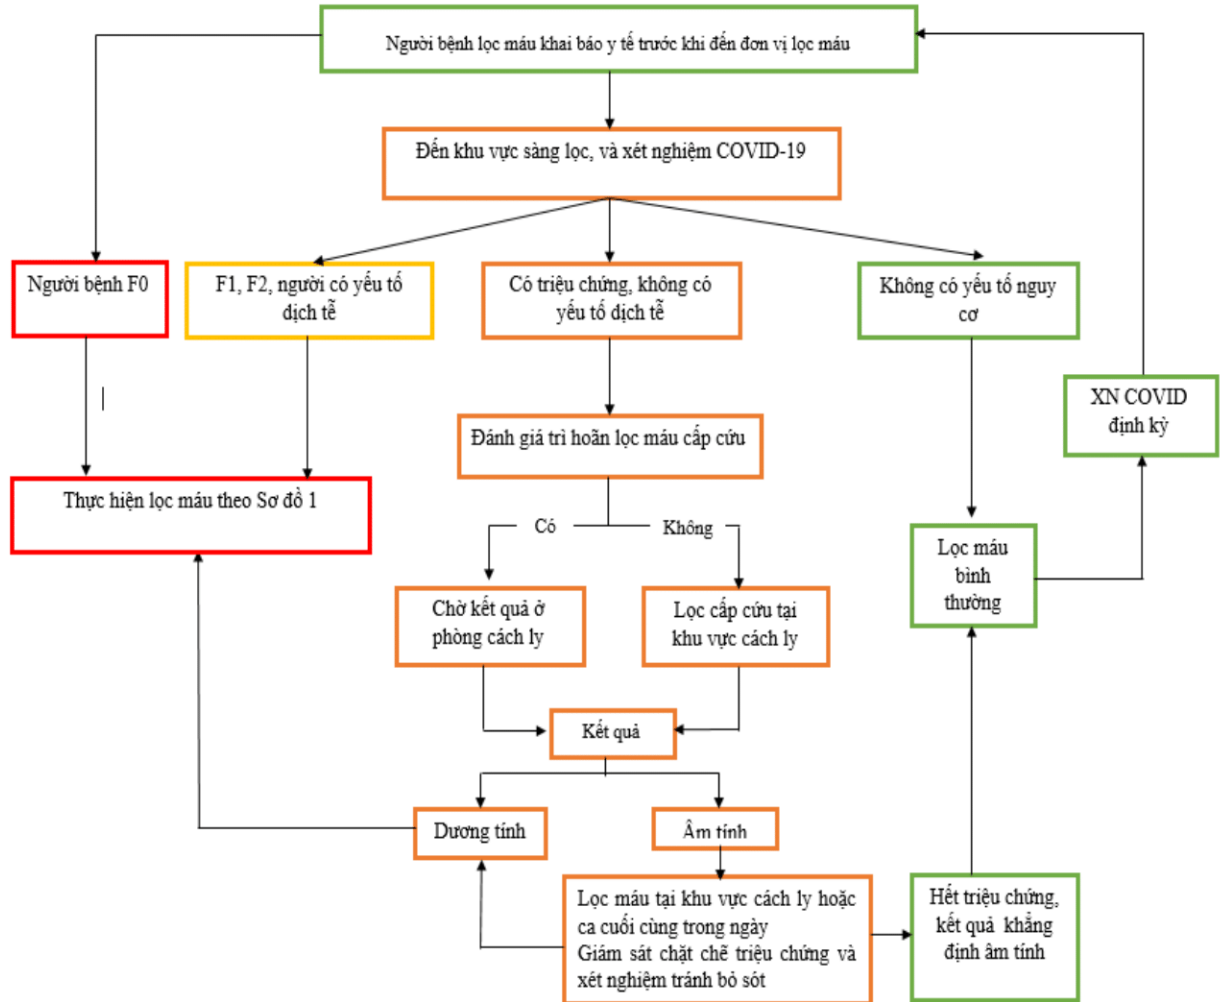 Người bệnh lọc máu khai báo y tế trước khi đến đơn vị lọc máu
Đến khu vực sàng lọc, và xét nghiệm COVID-19
Người bệnh F0
F1, F2, người có yếu tố
dịch tễ
Có triệu chứng, không có
yếu tố dịch tễ
Không có yếu tố nguy
cơ
XN COVID
định kỳ
Đánh giá trì hoãn lọc máu cấp cứu
Thực hiện lọc máu theo Sơ đồ 1
Có
Không
Lọc máu
bình
thường
Chờ kết quả ở
phòng cách ly
Lọc cấp cứu tại
khu vực cách ly
Kết quả
Dương tính
Âm tính
Lọc máu tại khu vực cách ly hoặc
ca cuối cùng trong ngày
Giám sát chặt chẽ triệu chứng và
xét nghiệm tránh bỏ sót
Hết triệu chứng,
kết quả khẳng
định âm tính